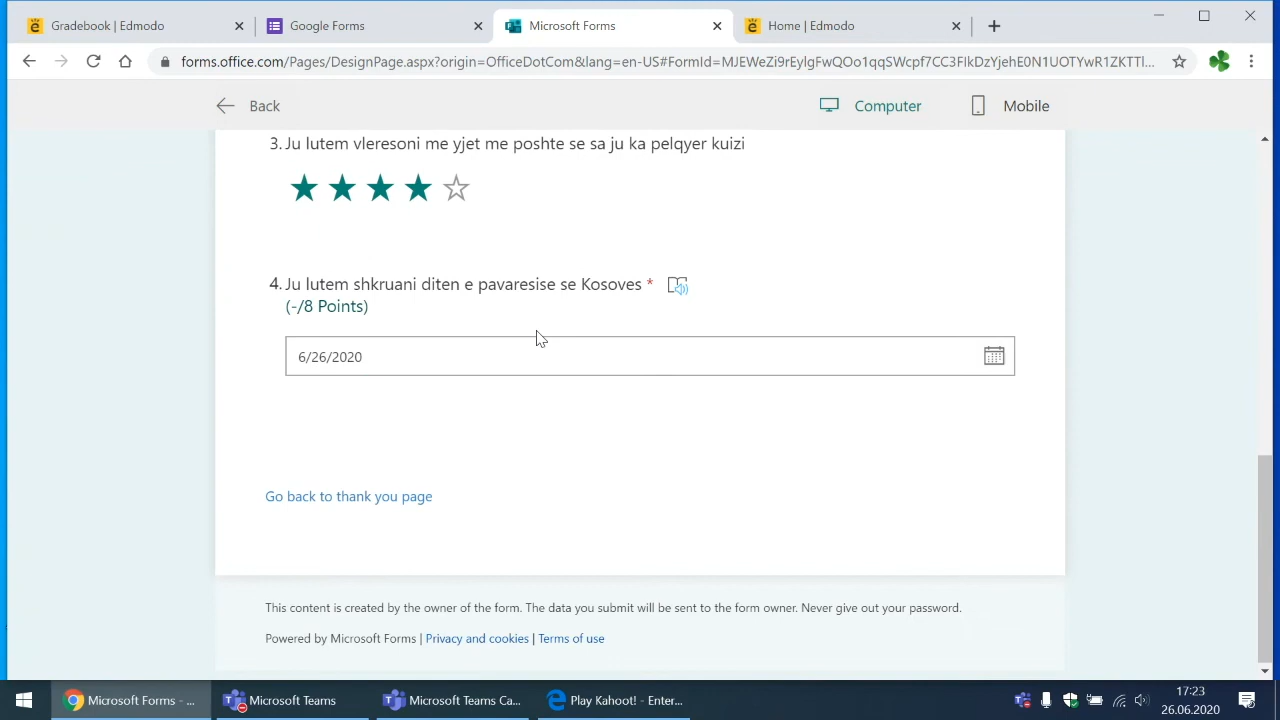 Gradebook | Edmodo
Google Forms
Microsoft Forms
Home | Edmodo
forms.office.com/Pages/DesignPage.aspx?origin=OfficeDotCom&lang=en-US#FormId=MJEWeZi9rEylgFwQOo1qqSWcpf7CC3FIkDzYjehE0N1UOTYwR1ZKTTl...
Back
Computer
Mobile
3. Ju lutem vleresoni me yjet me poshte se sa ju ka pelqyer kuizi
4. Ju lutem shkruani diten e pavaresise se Kosoves *
(-/8 Points)
6/26/2020
Go back to thank you page
This content is created by the owner of the form. The data you submit will be sent to the form owner. Never give out your password.
Powered by Microsoft Forms | Privacy and cookies | Terms of use
Microsoft Forms - ...
Microsoft Teams
Microsoft Teams Ca...
Play Kahoot! - Enter...
17:23
26.06.2020